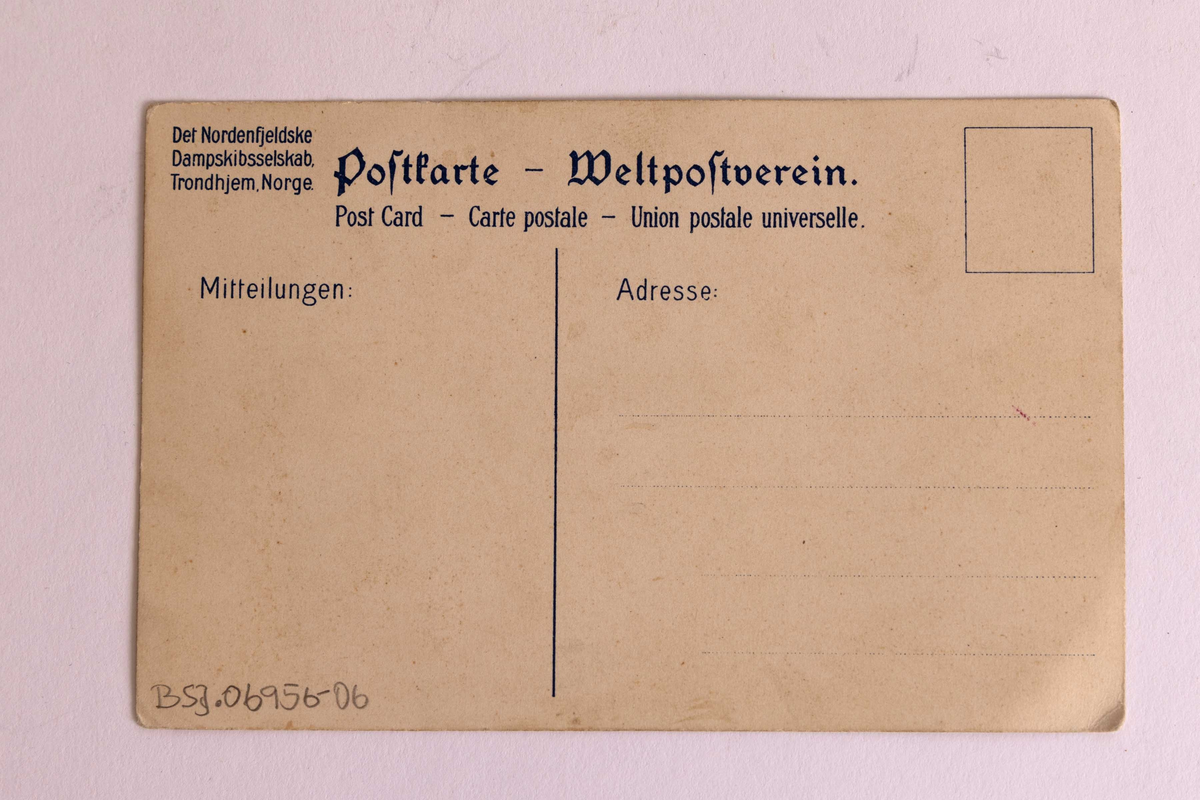 Det Nordenfjeldske
Dampskibsselskab,
Trondhjem, Norge.
Poſtkarte – Weltpoſtverein.
Post Card – Carte postale – Union postale universelle.
Mitteilungen:
Adresse:
BSJ.06956-06